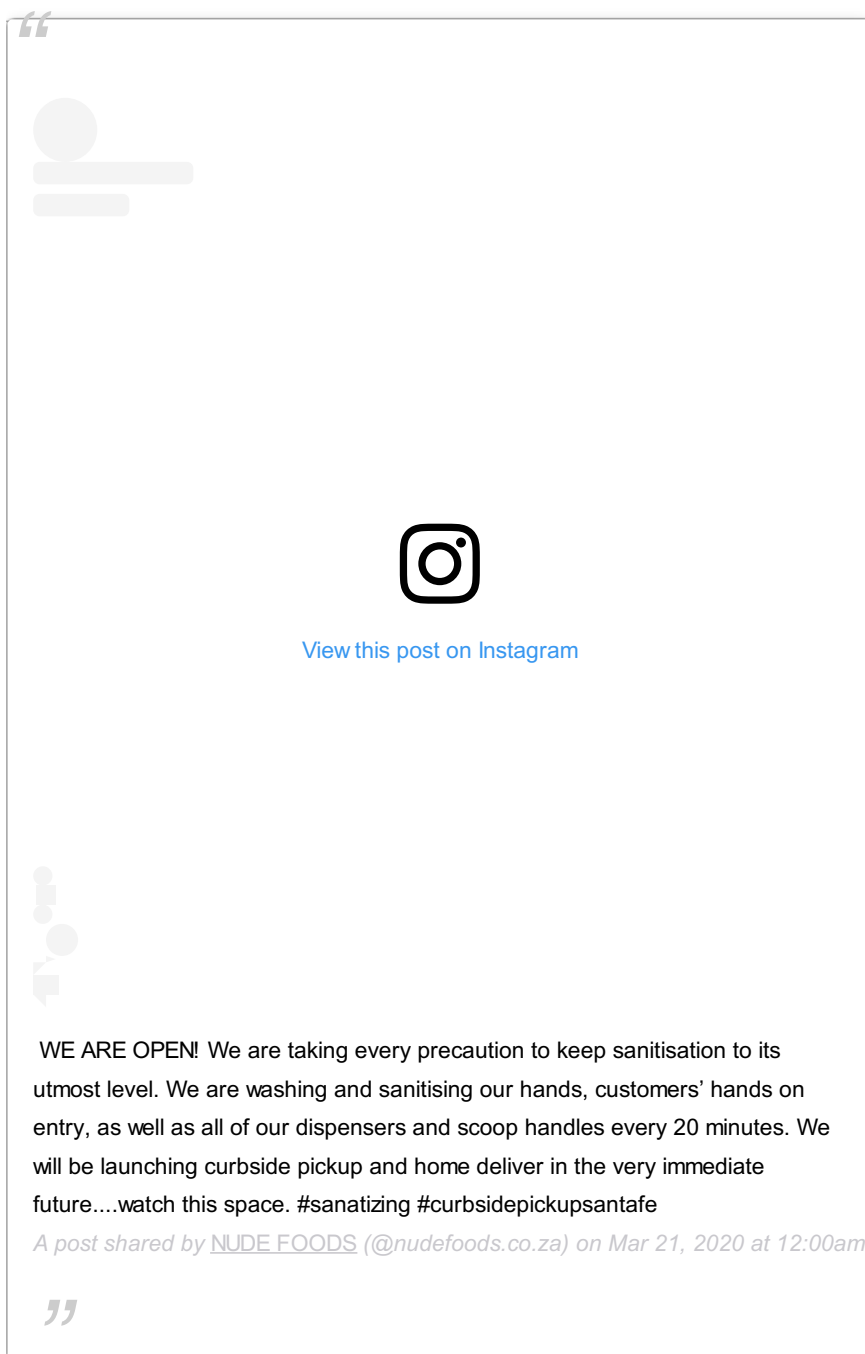 “
View this post on Instagram
WE ARE OPEN! We are taking every precaution to keep sanitisation to its
utmost level. We are washing and sanitising our hands, customers’ hands on
entry, as well as all of our dispensers and scoop handles every 20 minutes. We
will be launching curbside pickup and home deliver in the very immediate
future....watch this space. #sanatizing #curbsidepickupsantafe
A post shared by NUDE FOODS (@nudefoods.co.za) on Mar 21, 2020 at 12:00am
”